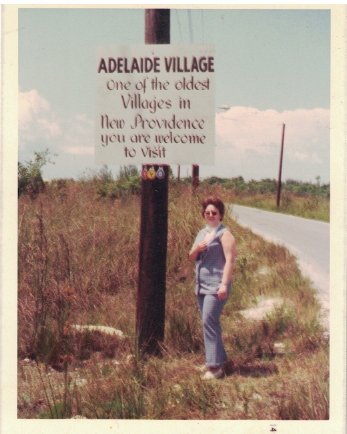 ADELAIDE VILLAGE
One of the oldest
Villages in
New Providence
you are welcome
to visit